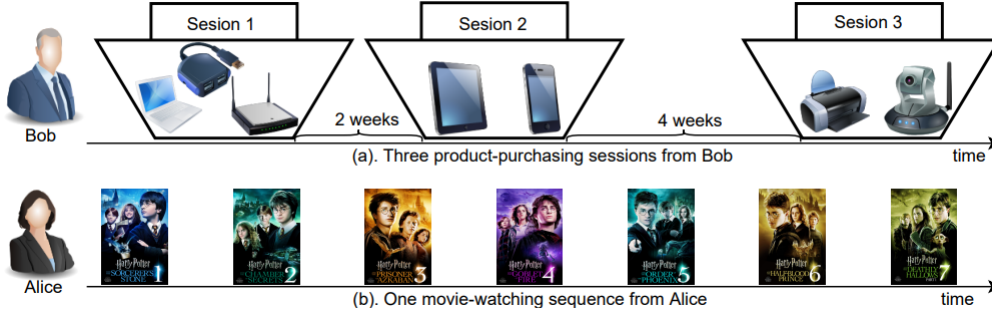 Sesion 1
Sesion 2
Sesion 3
Bob
2 weeks
4 weeks
(a). Three product-purchasing sessions from Bob
time
Harry Potter
SORCERER'S
STONE
1
Harry Potter
CHAMBER
SECRETS
2
Harry Potter
PRISONER
AZKABAN
3
Harry Potter
GOBLET
FIRE
4
Harry Potter
ORDER
PHOENIX
5
Harry Potter
HALFBLOOD
PRINCE
6
Harry Potter
DEATHLY
HALLOWS
7
Alice
(b). One movie-watching sequence from Alice
time